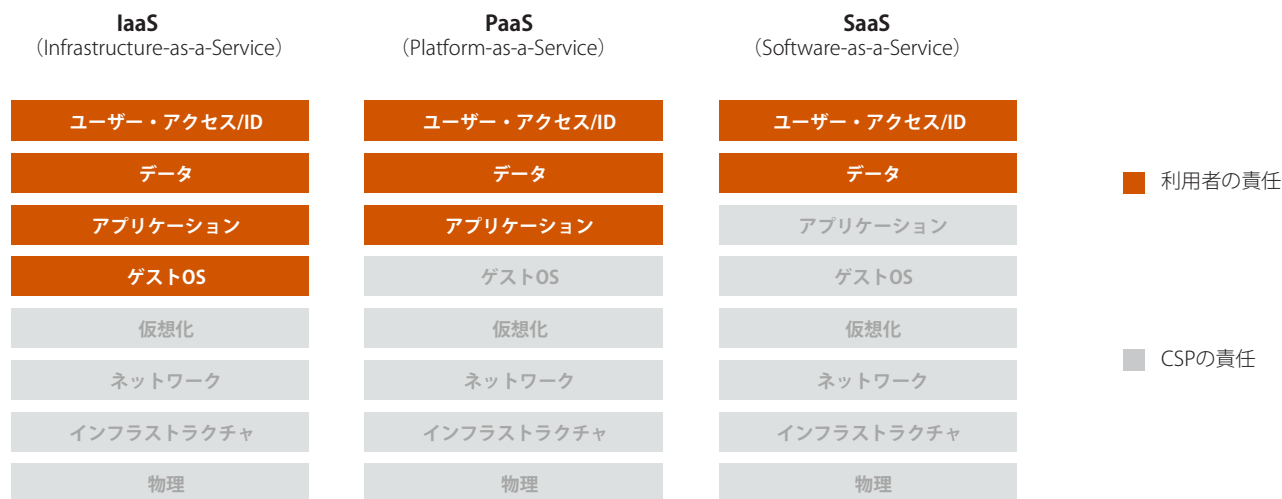 IaaS
（Infrastructure-as-a-Service）
ユーザー・アクセス/ID
データ
アプリケーション
ゲストOS
仮想化
ネットワーク
インフラストラクチャ
物理
PaaS
（Platform-as-a-Service）
ユーザー・アクセス/ID
データ
アプリケーション
ゲストOS
仮想化
ネットワーク
インフラストラクチャ
物理
SaaS
（Software-as-a-Service）
ユーザー・アクセス/ID
データ
アプリケーション
ゲストOS
仮想化
ネットワーク
インフラストラクチャ
物理
利用者の責任
CSPの責任